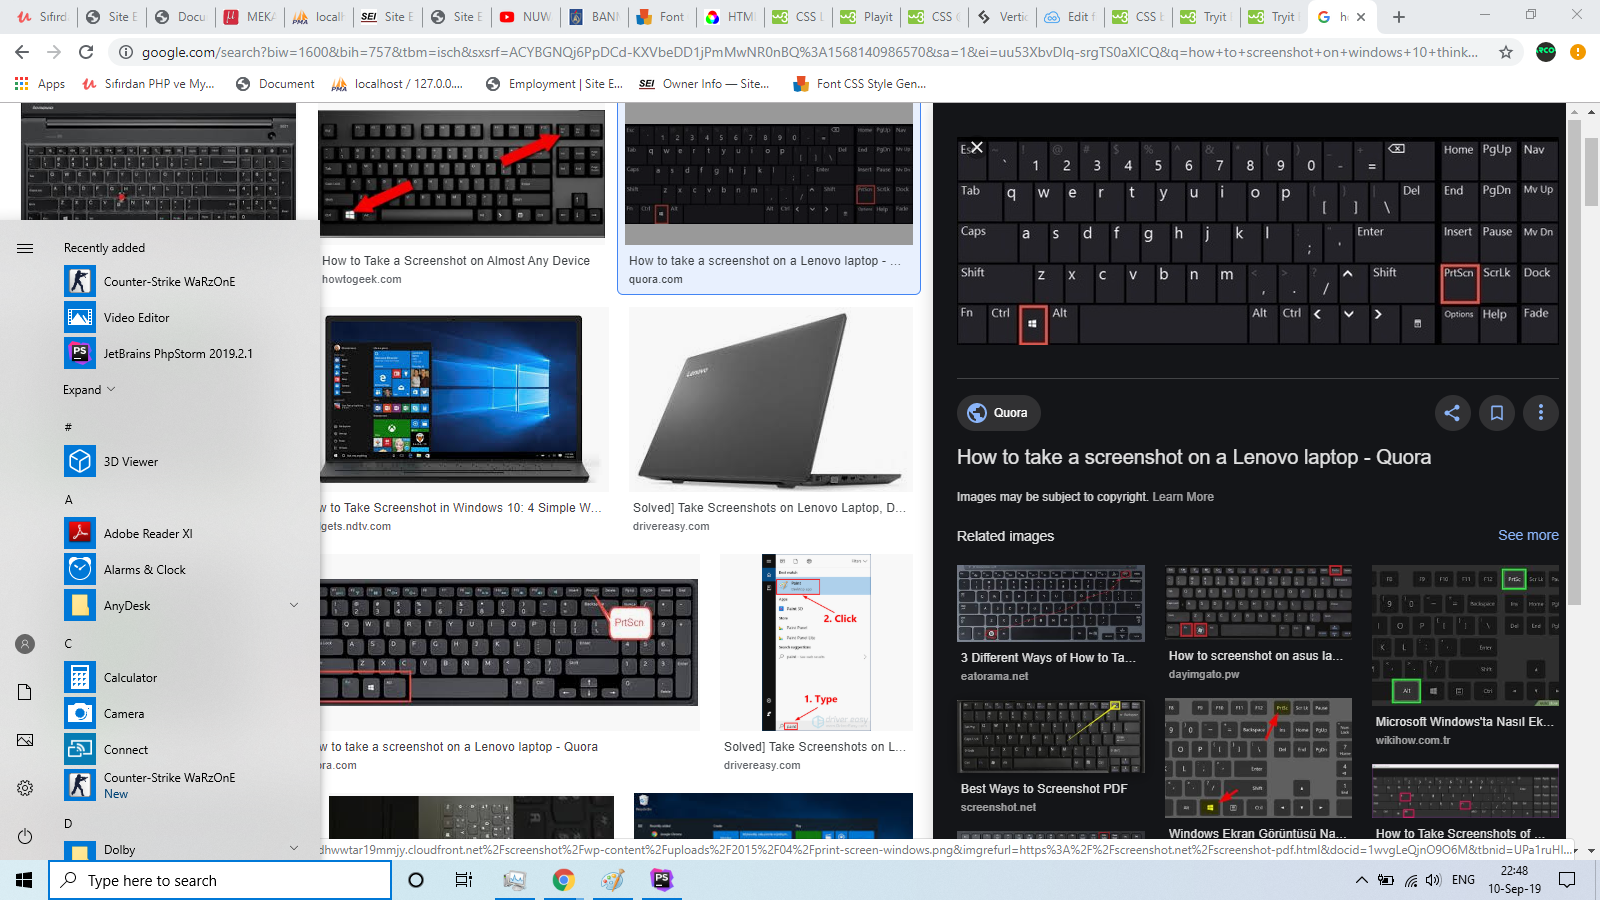 Sıfırd
Site E
Docu
MEKA
localh
Site E
Site E
NUW
BANN
Font
HTML
CSS L
Playit
CSS
Vertic
Edit f
CSS b
Tryit
Tryit
google.com/search?biw=1600&bih=757&tbm=isch&sxsrf=ACYBGNQj6PpDCd-KXVbeDD1jPmMwNR0nBQ%3A1568140986570&sa=1&ei=uu53XbvDIq-srgTS0aXICQ&q=how+to+screenshot+on+windows+10+think...
Apps
Sıfırdan PHP ve My...
Document
localhost / 127.0.0....
Employment | Site E...
SEI
Owner Info — Site...
Font CSS Style Gen...
How to Take a Screenshot on Almost Any Device
howtogeek.com
How to take a screenshot on a Lenovo laptop - ...
quora.com
Recently added
Counter-Strike WaRzOnE
Video Editor
JetBrains PhpStorm 2019.2.1
Expand
#
3D Viewer
A
Adobe Reader XI
Alarms & Clock
AnyDesk
C
Calculator
Camera
Connect
Counter-Strike WaRzOnE
New
D
Dolby
w to Take Screenshot in Windows 10: 4 Simple W...
gets.ndtv.com
Lenovo
Solved] Take Screenshots on Lenovo Laptop, D...
drivereasy.com
PrtScn
w to take a screenshot on a Lenovo laptop - Quora
ra.com
2. Click
1. Type
driver easy
Solved] Take Screenshots on L...
drivereasy.com
Esc ~ ` ! 1 @ 2 # 3 $ 4 % 5 ^ 6 & 7 * 8 ( 9 ) 0 _ - + = Home PgUp Nav
Tab q w e r t y u i o p [ ] \ Del End PgDn Mv Up
Caps a s d f g h j k l : ; " ' Enter Insert Pause Mv Dn
Shift z x c v b n m < , > . ? / Shift PrtScn ScrLk Dock
Fn Ctrl Alt Alt Ctrl Options Help Fade
Quora
How to take a screenshot on a Lenovo laptop - Quora
Images may be subject to copyright. Learn More
Related images
See more
3 Different Ways of How to Ta...
eatorama.net
How to screenshot on asus la...
dayimgato.pw
Microsoft Windows'ta Nasıl Ek...
wikihow.com.tr
Best Ways to Screenshot PDF
screenshot.net
Windows Ekran Görüntüsü Na...
How to Take Screenshots of ...
dhwwtar19mmjy.cloudfront.net%2Fscreenshot%2Fwp-content%2Fuploads%2F2015%2F04%2Fprint-screen-windows.png&imgrefurl=https%3A%2F%2Fscreenshot.net%2Fscreenshot-pdf.html&docid=1wvgLeQjnO9O6M&tbnid=UPa1ruHI...
Type here to search
ENG
22:48
10-Sep-19